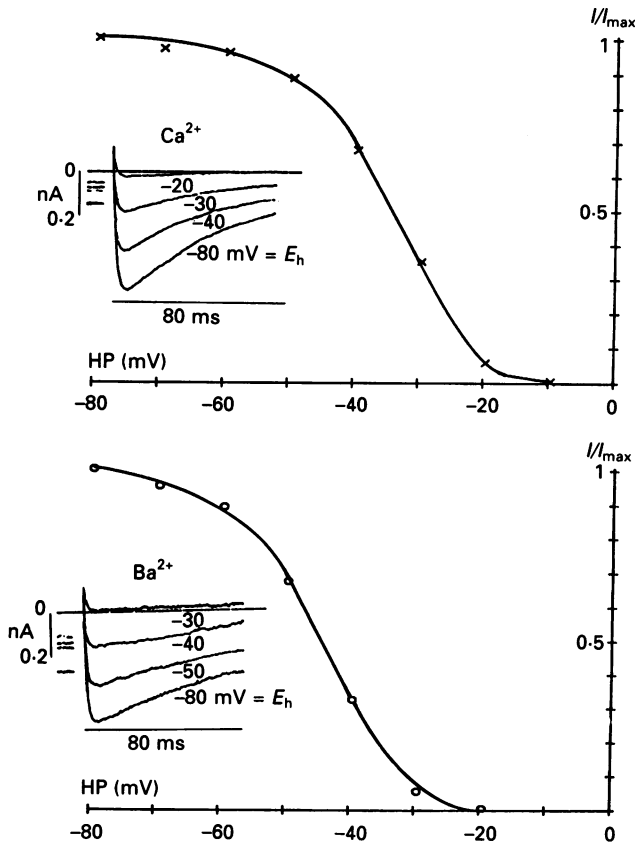 I/Imax
1
Ca2+
0
nA
0·2
-20
-30
-40
-80 mV = Eh
80 ms
0·5
HP (mV)
-80 -60 -40 -20 0
I/Imax
1
Ba2+
0
nA
0·2
-30
-40
-50
-80 mV = Eh
80 ms
0·5
HP (mV)
-80 -60 -40 -20 0